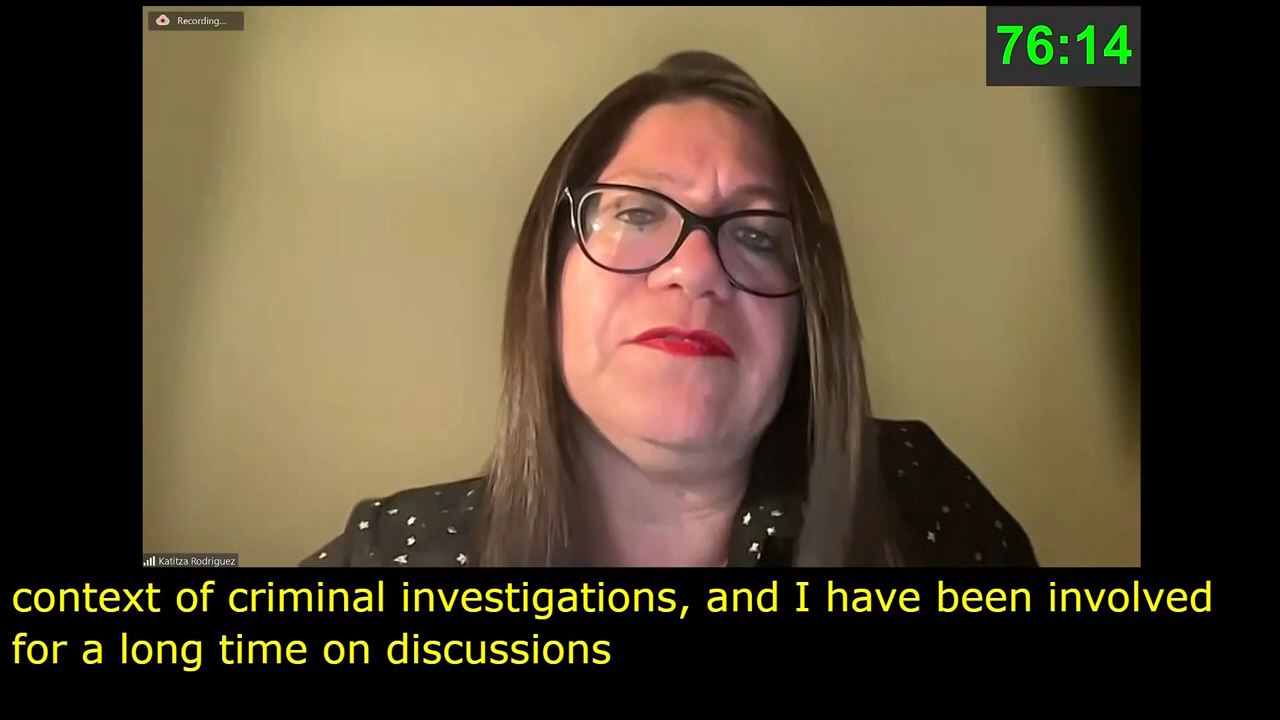 Recording...
76:14
Katitza Rodriguez
context of criminal investigations, and I have been involved
for a long time on discussions